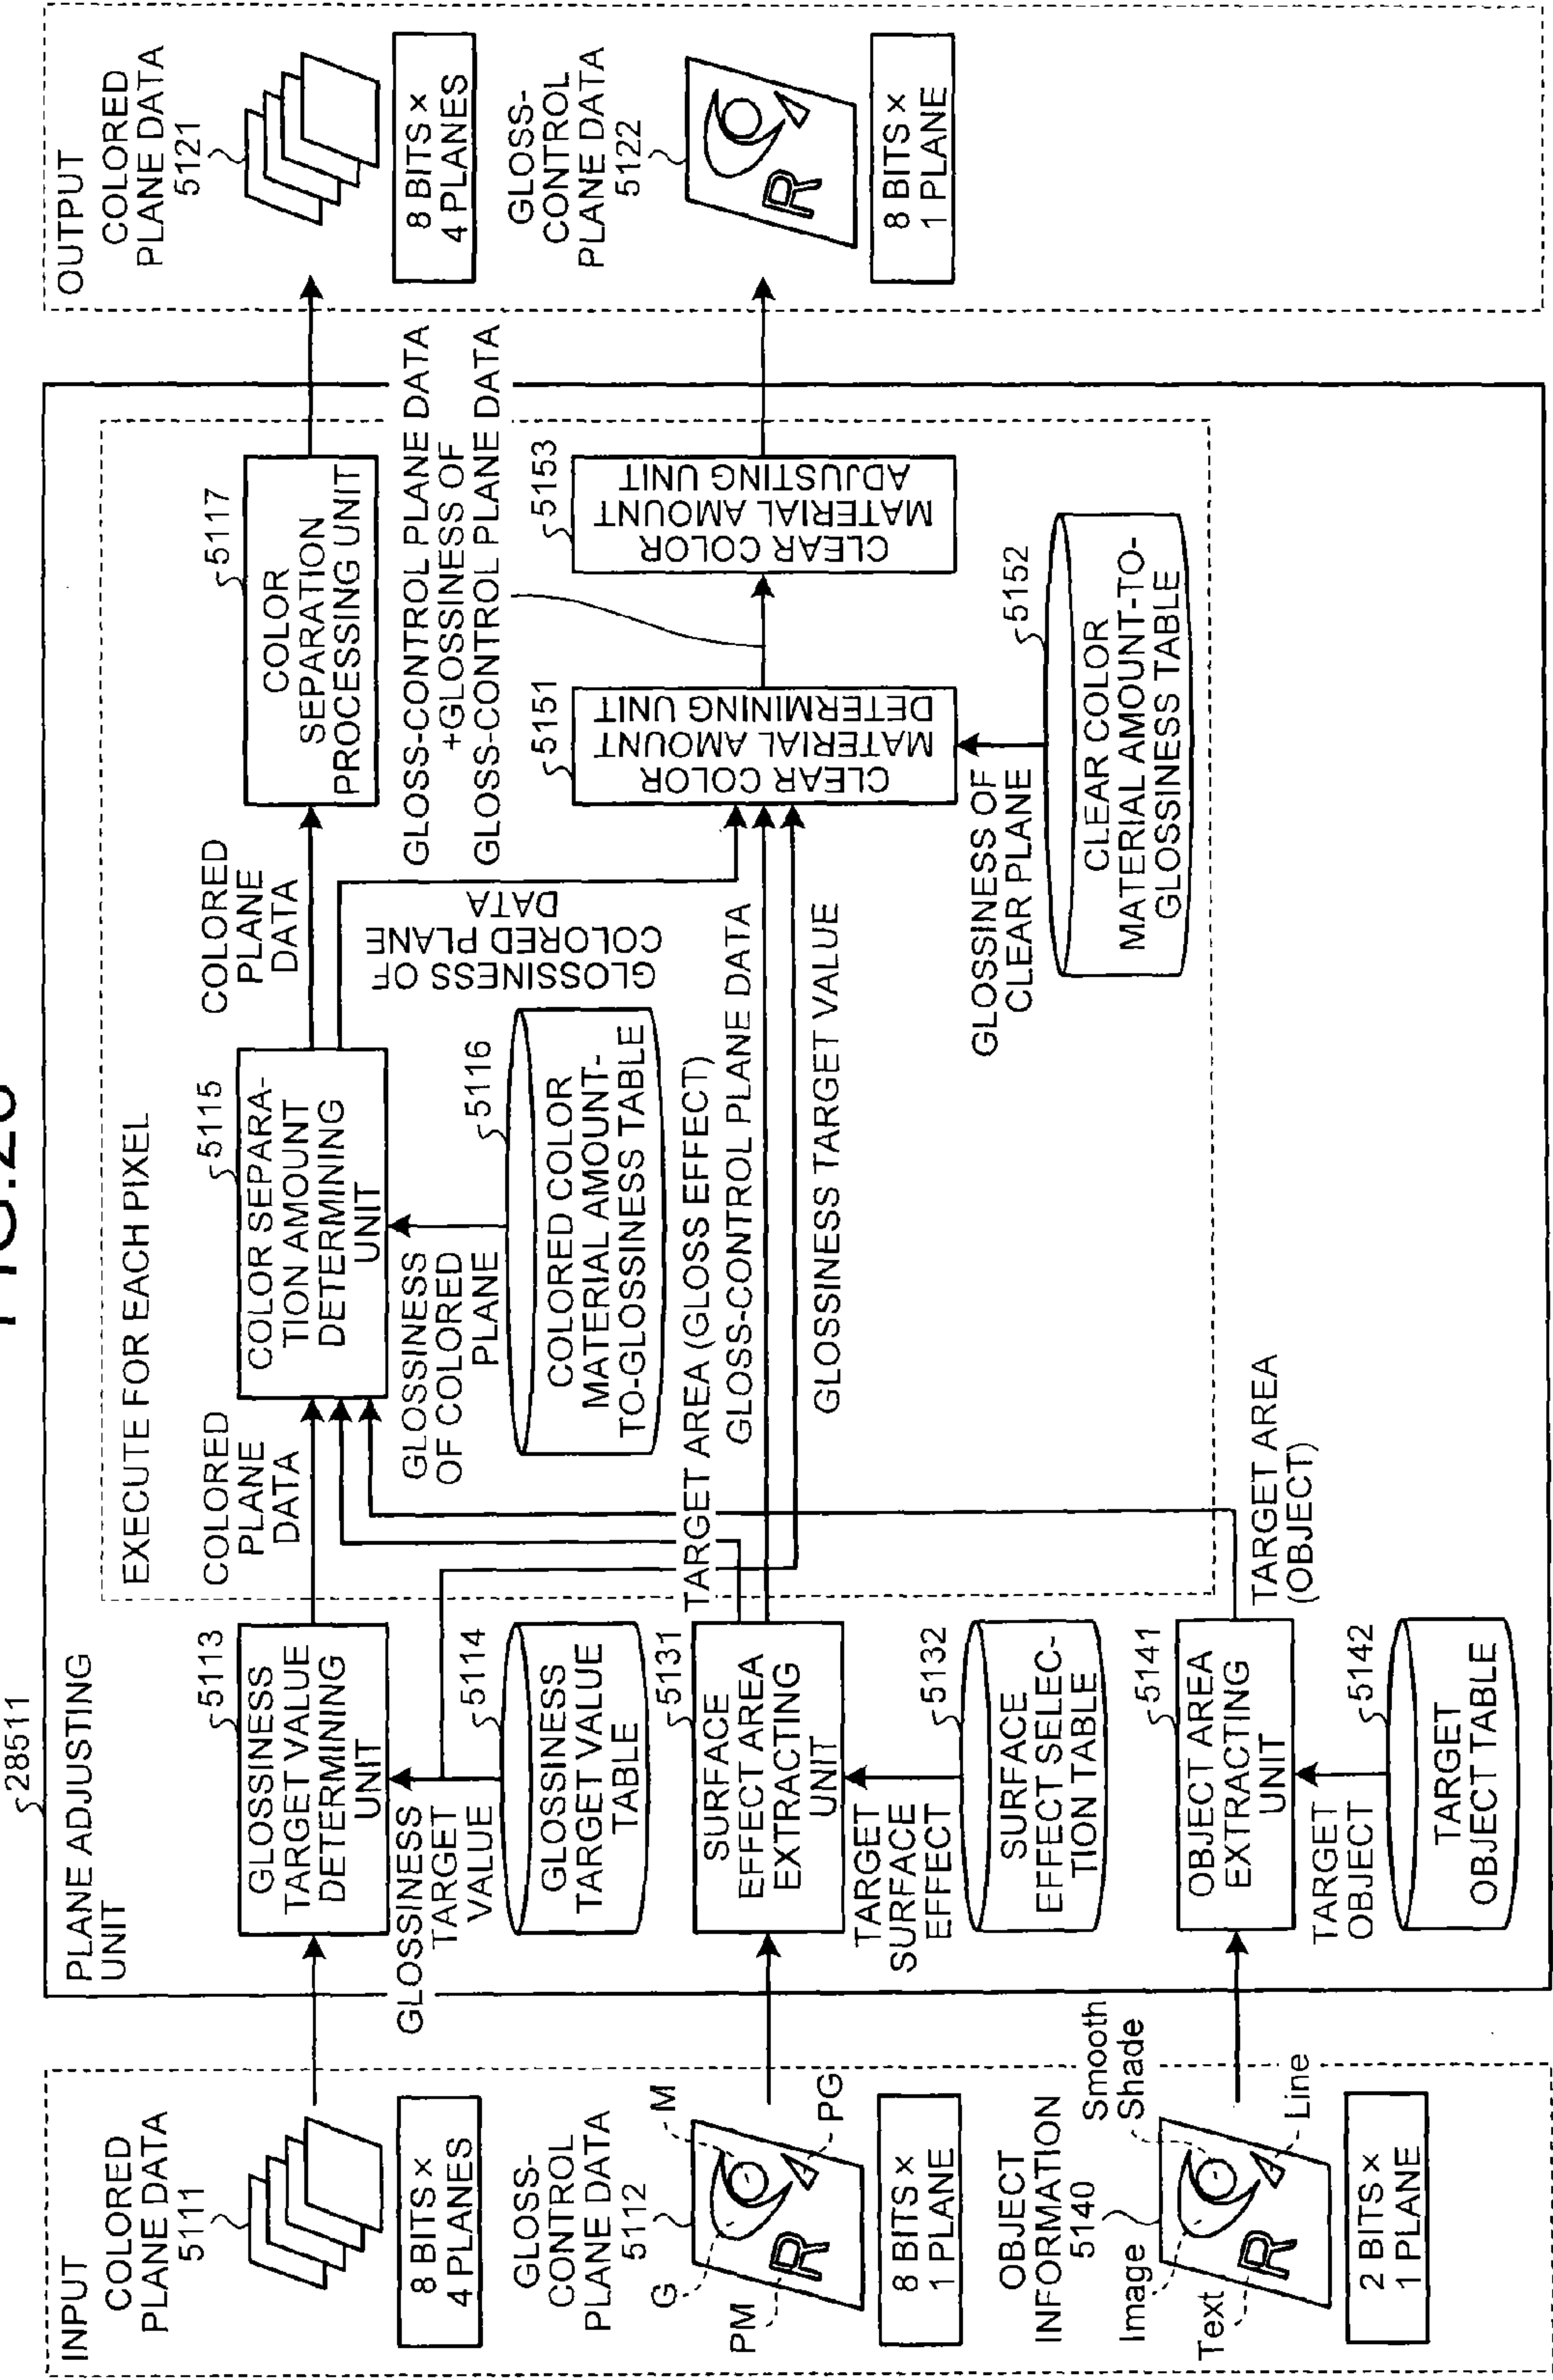 28511
PLANE ADJUSTING
UNIT
INPUT
COLORED
PLANE DATA
5111
8 BITS ×
4 PLANES
GLOSS-
CONTROL
PLANE DATA
5112
G
M
PM
PG
8 BITS ×
1 PLANE
OBJECT
INFORMATION
5140
Smooth
Shade
Image
Text
Line
2 BITS ×
1 PLANE
GLOSSINESS
TARGET VALUE
DETERMINING
UNIT
5113
GLOSSINESS
TARGET
VALUE
GLOSSINESS
TARGET VALUE
TABLE
5114
SURFACE
EFFECT AREA
EXTRACTING
UNIT
5131
TARGET
SURFACE
EFFECT
SURFACE
EFFECT SELEC-
TION TABLE
5132
OBJECT AREA
EXTRACTING
UNIT
5141
TARGET
OBJECT
TARGET
OBJECT TABLE
5142
EXECUTE FOR EACH PIXEL
COLORED
PLANE
DATA
TARGET AREA (GLOSS EFFECT)
GLOSS-CONTROL PLANE DATA
GLOSSINESS TARGET VALUE
TARGET AREA
(OBJECT)
COLOR SEPARA-
TION AMOUNT
DETERMINING
UNIT
5115
GLOSSINESS
OF COLORED
PLANE
COLORED COLOR
MATERIAL AMOUNT-
TO-GLOSSINESS TABLE
5116
COLORED
PLANE
DATA
GLOSSINESS OF
COLORED PLANE
DATA
COLOR
SEPARATION
PROCESSING UNIT
5117
CLEAR COLOR
MATERIAL AMOUNT
DETERMINING UNIT
5151
GLOSSINESS OF
CLEAR PLANE
CLEAR COLOR
MATERIAL AMOUNT-TO-
GLOSSINESS TABLE
5152
GLOSS-CONTROL PLANE DATA
+GLOSSINESS OF
GLOSS-CONTROL PLANE DATA
CLEAR COLOR
MATERIAL AMOUNT
ADJUSTING UNIT
5153
OUTPUT
COLORED
PLANE DATA
5121
8 BITS ×
4 PLANES
GLOSS-
CONTROL
PLANE DATA
5122
R
8 BITS ×
1 PLANE
R
R